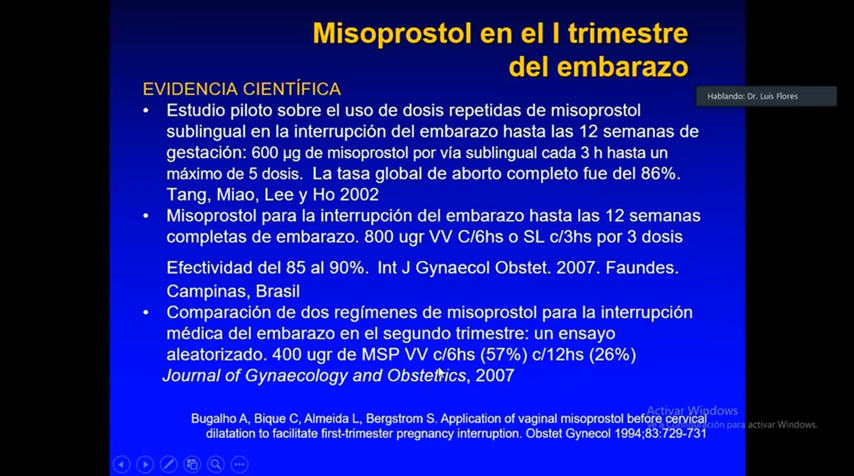 Misoprostol en el I trimestre
del embarazo
Hablando: Dr. Luis Flores
EVIDENCIA CIENTÍFICA
• Estudio piloto sobre el uso de dosis repetidas de misoprostol
sublingual en la interrupción del embarazo hasta las 12 semanas de
gestación: 600 µg de misoprostol por vía sublingual cada 3 h hasta un
máximo de 5 dosis. La tasa global de aborto completo fue del 86%.
Tang, Miao, Lee y Ho 2002
• Misoprostol para la interrupción del embarazo hasta las 12 semanas
completas de embarazo. 800 ugr VV C/6hs o SL c/3hs por 3 dosis
Efectividad del 85 al 90%. Int J Gynaecol Obstet. 2007. Faundes.
Campinas, Brasil
• Comparación de dos regímenes de misoprostol para la interrupción
médica del embarazo en el segundo trimestre: un ensayo
aleatorizado. 400 ugr de MSP VV c/6hs (57%) c/12hs (26%)
Journal of Gynaecology and Obstetrics, 2007
Bugalho A, Bique C, Almeida L, Bergstrom S. Application of vaginal misoprostol before cervical
dilatation to facilitate first-trimester pregnancy interruption. Obstet Gynecol 1994;83:729-731
Activar Windows
para activar Windows.